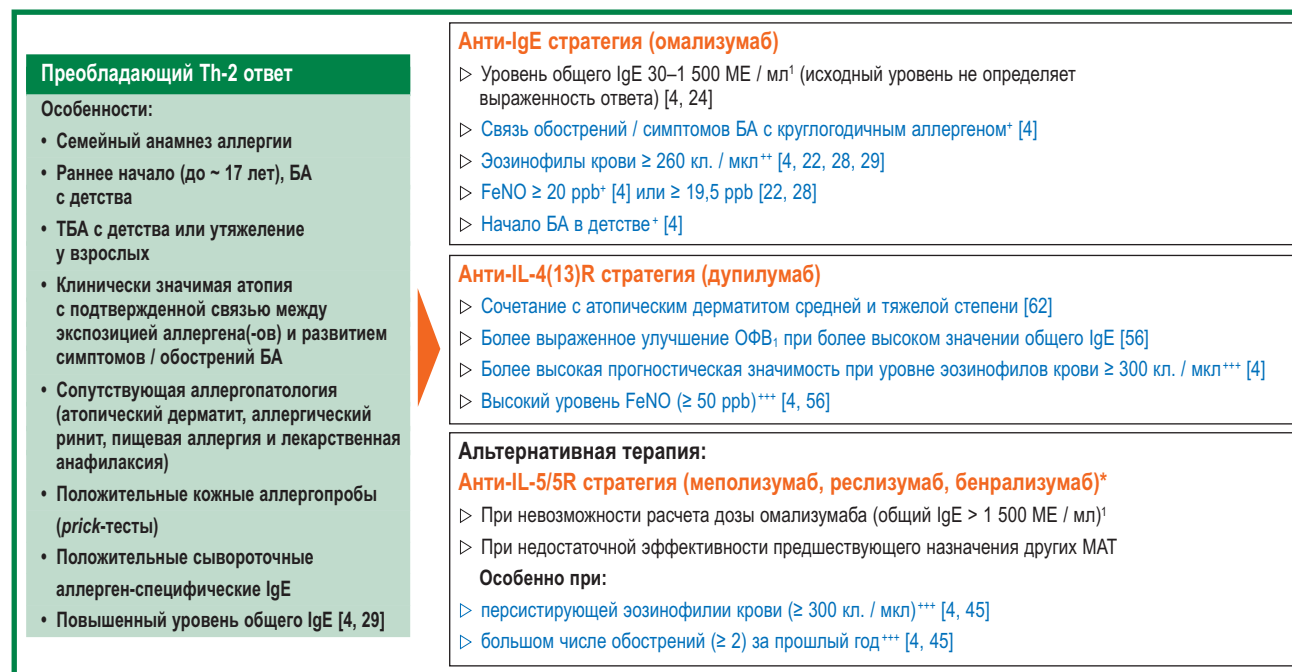 Преобладающий Th-2 ответ
Особенности:
• Семейный анамнез аллергии
• Раннее начало (до ~ 17 лет), БА
с детства
• ТБА с детства или утяжеление
у взрослых
• Клинически значимая атопия
с подтвержденной связью между
экспозицией аллергена(-ов) и развитием
симптомов / обострений БА
• Сопутствующая аллергопатология
(атопический дерматит, аллергический
ринит, пищевая аллергия и лекарственная
анафилаксия)
• Положительные кожные аллергопробы
(prick-тесты)
• Положительные сывороточные
аллерген-специфические IgE
• Повышенный уровень общего IgE [4, 29]
Анти-IgE стратегия (омализумаб)
▷ Уровень общего IgE 30–1 500 МЕ / мл¹ (исходный уровень не определяет
выраженность ответа) [4, 24]
▷ Связь обострений / симптомов БА с круглогодичным аллергеном⁺ [4]
▷ Эозинофилы крови ≥ 260 кл. / мкл⁺⁺ [4, 22, 28, 29]
▷ FeNO ≥ 20 ppb⁺ [4] или ≥ 19,5 ppb [22, 28]
▷ Начало БА в детстве⁺ [4]
Анти-IL-4(13)R стратегия (дупилумаб)
▷ Сочетание с атопическим дерматитом средней и тяжелой степени [62]
▷ Более выраженное улучшение ОФВ₁ при более высоком значении общего IgE [56]
▷ Более высокая прогностическая значимость при уровне эозинофилов крови ≥ 300 кл. / мкл⁺⁺⁺ [4]
▷ Высокий уровень FeNO (≥ 50 ppb)⁺⁺⁺ [4, 56]
Альтернативная терапия:
Анти-IL-5/5R стратегия (меполизумаб, реслизумаб, бенрализумаб)*
▷ При невозможности расчета дозы омализумаба (общий IgE > 1 500 МЕ / мл)¹
▷ При недостаточной эффективности предшествующего назначения других МАТ
Особенно при:
▷ персистирующей эозинофилии крови (≥ 300 кл. / мкл)⁺⁺⁺ [4, 45]
▷ большом числе обострений (≥ 2) за прошлый год⁺⁺⁺ [4, 45]